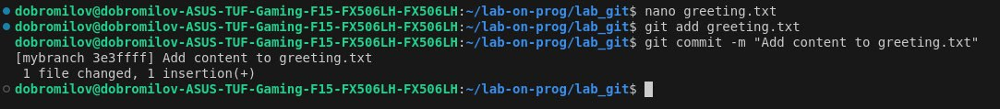 dobromilov@dobromilov-ASUS-TUF-Gaming-F15-FX506LH-FX506LH:~/lab-on-prog/lab_git$ nano greeting.txt
dobromilov@dobromilov-ASUS-TUF-Gaming-F15-FX506LH-FX506LH:~/lab-on-prog/lab_git$ git add greeting.txt
dobromilov@dobromilov-ASUS-TUF-Gaming-F15-FX506LH-FX506LH:~/lab-on-prog/lab_git$ git commit -m "Add content to greeting.txt"
[mybranch 3e3ffff] Add content to greeting.txt
 1 file changed, 1 insertion(+)
dobromilov@dobromilov-ASUS-TUF-Gaming-F15-FX506LH-FX506LH:~/lab-on-prog/lab_git$